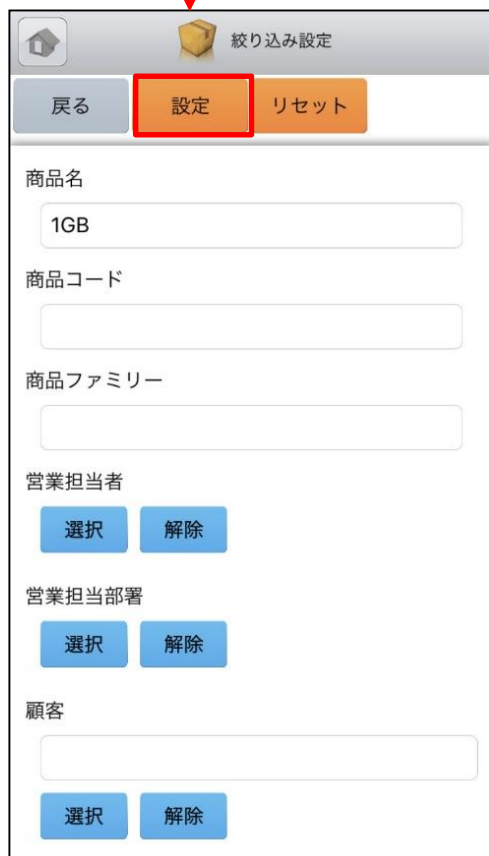 絞り込み設定
戻る 設定 リセット
商品名
1GB
商品コード
商品ファミリー
営業担当者
選択 解除
営業担当部署
選択 解除
顧客
選択 解除